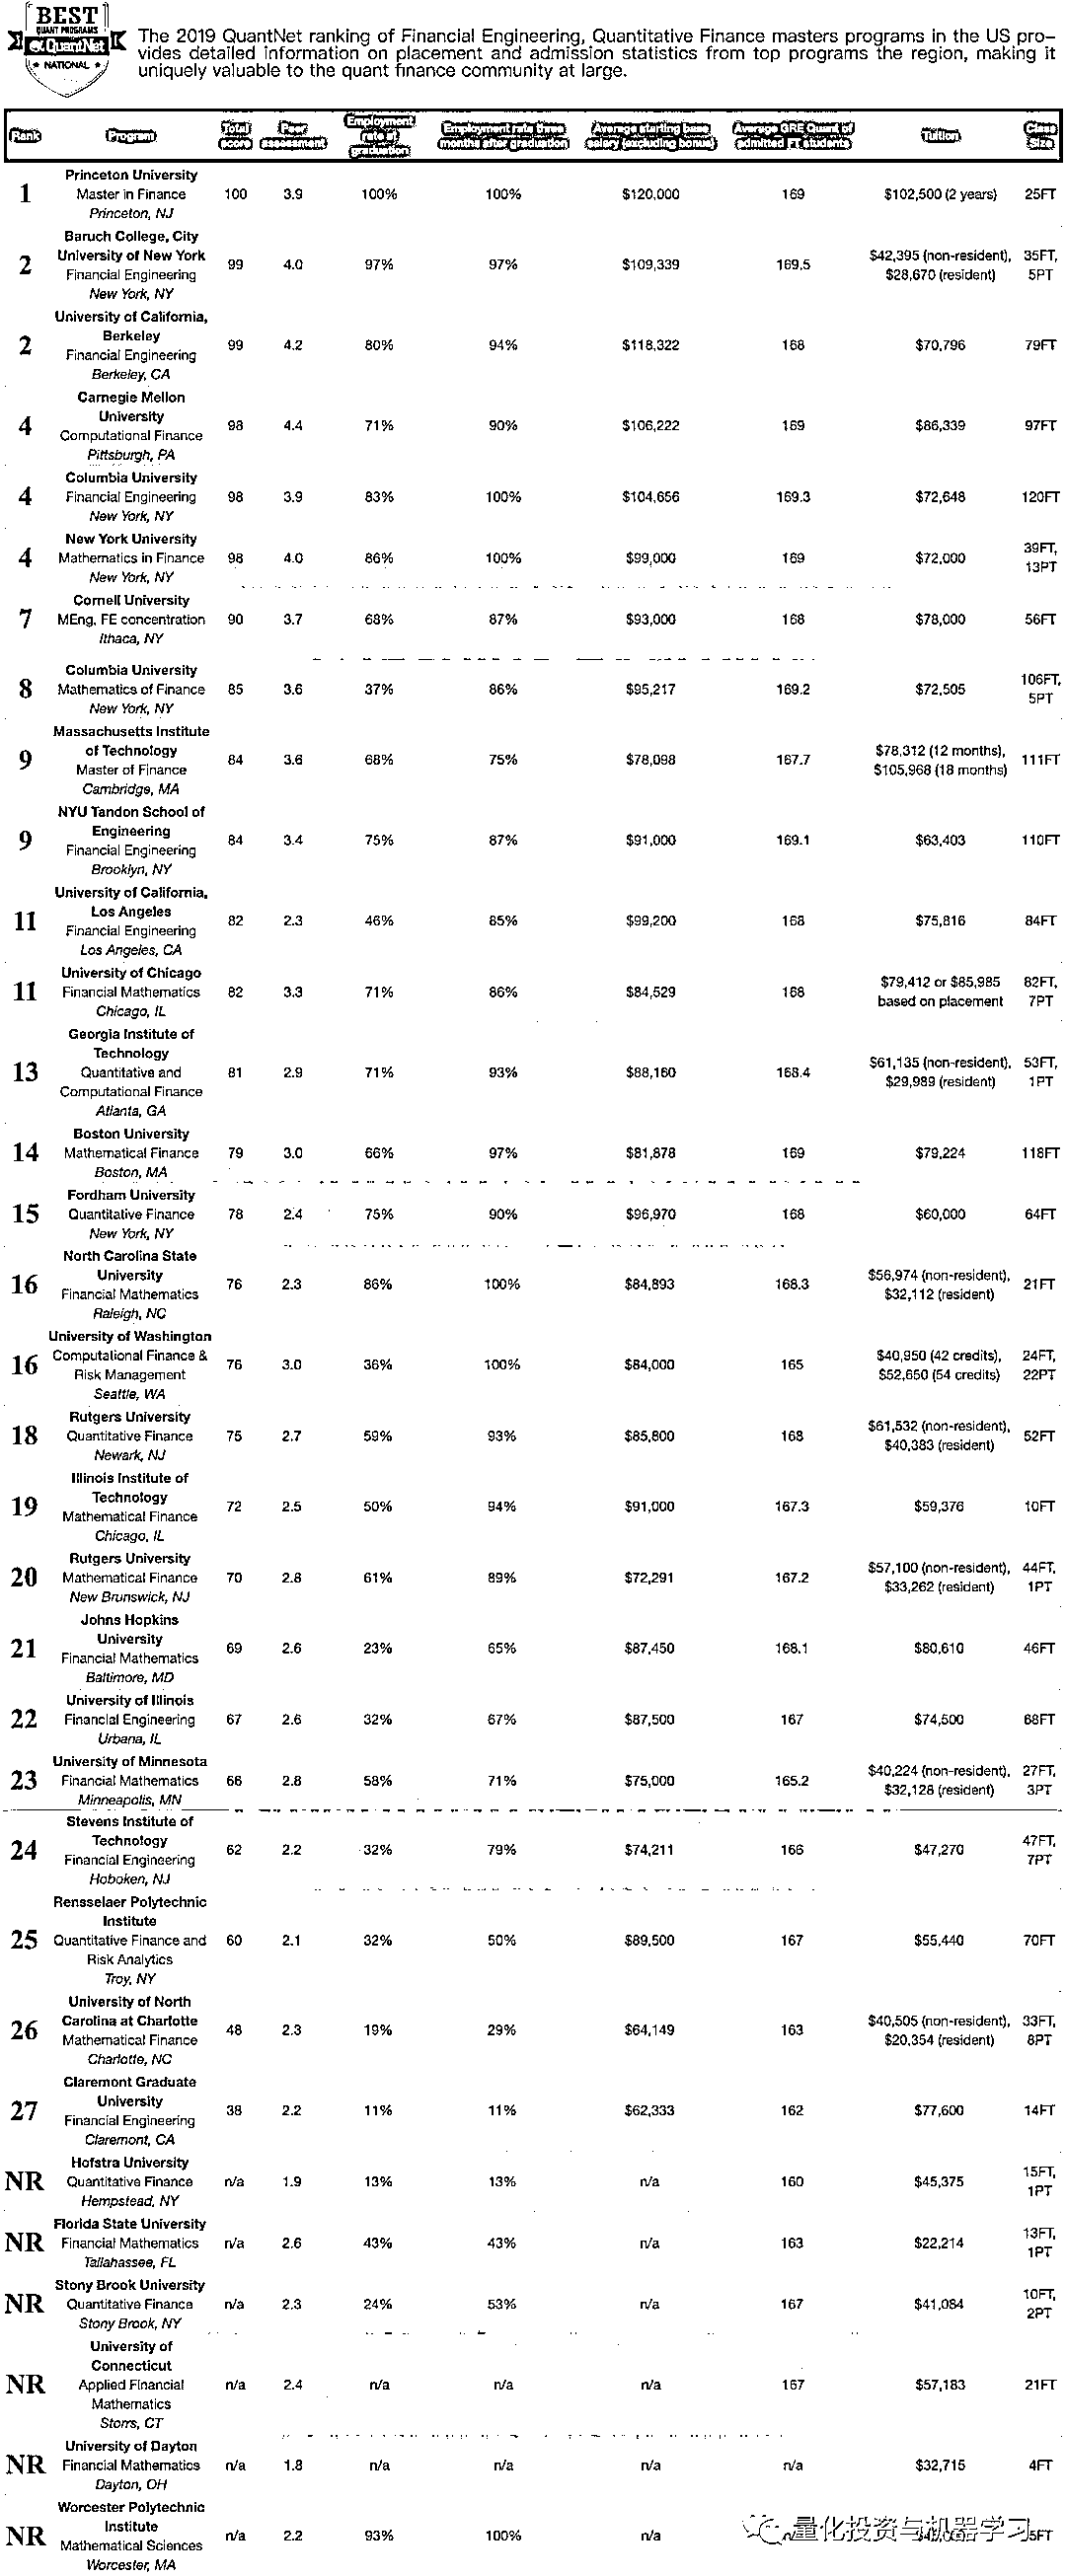 BEST
QUANT PROGRAMS
QuantNet
★ NATIONAL ★
The 2019 QuantNet ranking of Financial Engineering, Quantitative Finance masters programs in the US pro-
vides detailed information on placement and admission statistics from top programs the region, making it
uniquely valuable to the quant finance community at large.
Rank Program Total score Peer assessment Employment rate at graduation Employment rate three months after graduation Average starting base salary (excluding bonus) Average GRE Quant of admitted FT students Tuition Class Size
Princeton University
1 Master in Finance 100 3.9 100% 100% $120,000 169 $102,500 (2 years) 25FT
Princeton, NJ
Baruch College, City
University of New York $42,395 (non-resident), 35FT,
2 99 4.0 97% 97% $109,339 169.5
Financial Engineering $28,670 (resident) 5PT
New York, NY
University of California,
Berkeley
2 99 4.2 80% 94% $118,322 168 $70,796 79FT
Financial Engineering
Berkeley, CA
Carnegie Mellon
University
4 98 4.4 71% 90% $106,222 169 $86,339 97FT
Computational Finance
Pittsburgh, PA
Columbia University
4 Financial Engineering 98 3.9 83% 100% $104,656 169.3 $72,648 120FT
New York, NY
New York University
4 Mathematics in Finance 98 4.0 86% 100% $99,000 169 $72,000 39FT, 13PT
New York, NY
Cornell University
7 MEng, FE concentration 90 3.7 68% 87% $93,000 168 $78,000 56FT
Ithaca, NY
Columbia University
8 Mathematics of Finance 85 3.6 37% 86% $95,217 169.2 $72,505 106FT, 5PT
New York, NY
Massachusetts Institute
of Technology $78,312 (12 months),
9 84 3.6 68% 75% $78,098 167.7 111FT
Master of Finance $105,968 (18 months)
Cambridge, MA
NYU Tandon School of
Engineering
9 84 3.4 75% 87% $91,000 169.1 $63,403 110FT
Financial Engineering
Brooklyn, NY
University of California,
Los Angeles
11 82 2.3 46% 85% $99,200 168 $75,816 84FT
Financial Engineering
Los Angeles, CA
University of Chicago
11 Financial Mathematics 82 3.3 71% 86% $84,529 168 $79,412 or $85,985 based on placement 82FT, 7PT
Chicago, IL
Georgia Institute of
Technology
13 Quantitative and 81 2.9 71% 93% $88,160 168.4 $61,135 (non-resident), $29,989 (resident) 53FT, 1PT
Computational Finance
Atlanta, GA
Boston University
14 Mathematical Finance 79 3.0 66% 97% $81,878 169 $79,224 118FT
Boston, MA
Fordham University
15 Quantitative Finance 78 2.4 75% 90% $96,970 168 $60,000 64FT
New York, NY
North Carolina State
University $56,974 (non-resident),
16 76 2.3 86% 100% $84,893 168.3 21FT
Financial Mathematics $32,112 (resident)
Raleigh, NC
University of Washington
Computational Finance & $40,950 (42 credits), 24FT,
16 76 3.0 36% 100% $84,000 165
Risk Management $52,650 (54 credits) 22PT
Seattle, WA
Rutgers University
18 Quantitative Finance 75 2.7 59% 93% $85,800 168 $61,532 (non-resident), $40,383 (resident) 52FT
Newark, NJ
Illinois Institute of
Technology
19 72 2.5 50% 94% $91,000 167.3 $59,376 10FT
Mathematical Finance
Chicago, IL
Rutgers University
20 Mathematical Finance 70 2.8 61% 89% $72,291 167.2 $57,100 (non-resident), $33,262 (resident) 44FT, 1PT
New Brunswick, NJ
Johns Hopkins
University
21 69 2.6 23% 65% $87,450 168.1 $80,610 46FT
Financial Mathematics
Baltimore, MD
University of Illinois
22 Financial Engineering 67 2.6 32% 67% $87,500 167 $74,500 68FT
Urbana, IL
University of Minnesota
23 Financial Mathematics 66 2.8 58% 71% $75,000 165.2 $40,224 (non-resident), $32,128 (resident) 27FT, 3PT
Minneapolis, MN
Stevens Institute of
Technology
24 62 2.2 32% 79% $74,211 166 $47,270 47FT, 7PT
Financial Engineering
Hoboken, NJ
Rensselaer Polytechnic
Institute
25 Quantitative Finance and 60 2.1 32% 50% $89,500 167 $55,440 70FT
Risk Analytics
Troy, NY
University of North
Carolina at Charlotte $40,505 (non-resident), 33FT,
26 48 2.3 19% 29% $64,149 163
Mathematical Finance $20,354 (resident) 8PT
Charlotte, NC
Claremont Graduate
University
27 38 2.2 11% 11% $62,333 162 $77,600 14FT
Financial Engineering
Claremont, CA
Hofstra University
NR Quantitative Finance n/a 1.9 13% 13% n/a 160 $45,375 15FT, 1PT
Hempstead, NY
Florida State University
NR Financial Mathematics n/a 2.6 43% 43% n/a 163 $22,214 13FT, 1PT
Tallahassee, FL
Stony Brook University
NR Quantitative Finance n/a 2.3 24% 53% n/a 167 $41,084 10FT, 2PT
Stony Brook, NY
University of
Connecticut
NR Applied Financial n/a 2.4 n/a n/a n/a 167 $57,183 21FT
Mathematics
Storrs, CT
University of Dayton
NR Financial Mathematics n/a 1.8 n/a n/a n/a n/a $32,715 4FT
Dayton, OH
Worcester Polytechnic
Institute
NR n/a 2.2 93% 100% n/a 5FT
Mathematical Sciences
Worcester, MA
量化投资与机器学习